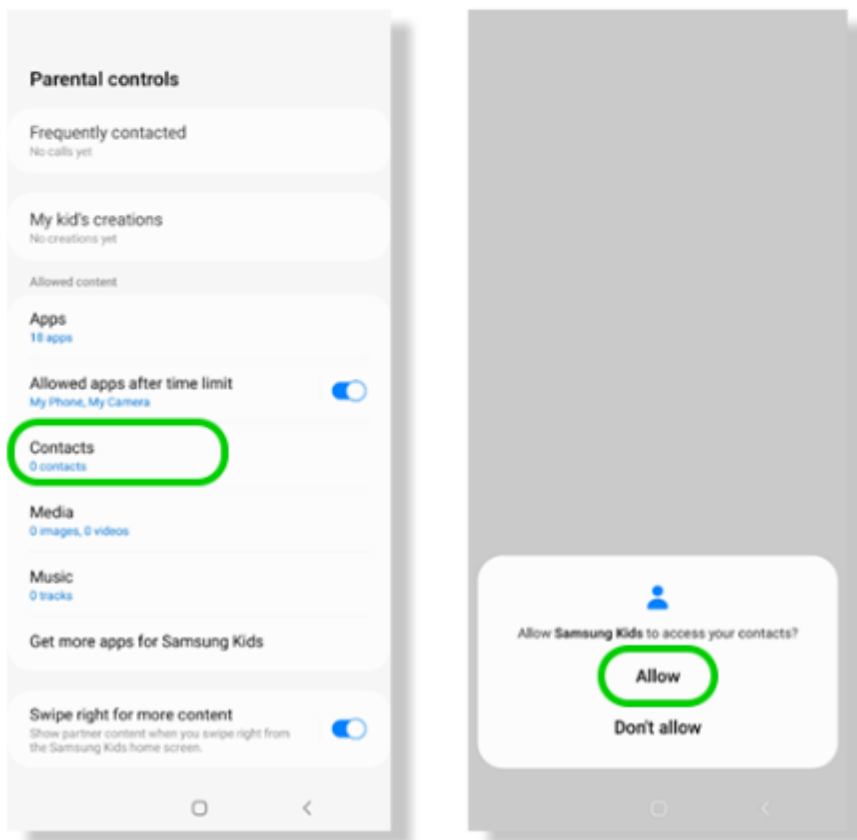 Parental controls
Frequently contacted
No calls yet
My kid's creations
No creations yet
Allowed content
Apps
18 apps
Allowed apps after time limit
My Phone, My Camera
Contacts
0 contacts
Media
0 images, 0 videos
Music
0 tracks
Get more apps for Samsung Kids
Swipe right for more content
Show partner content when you swipe right from
the Samsung Kids home screen.
Allow Samsung Kids to access your contacts?
Allow
Don't allow